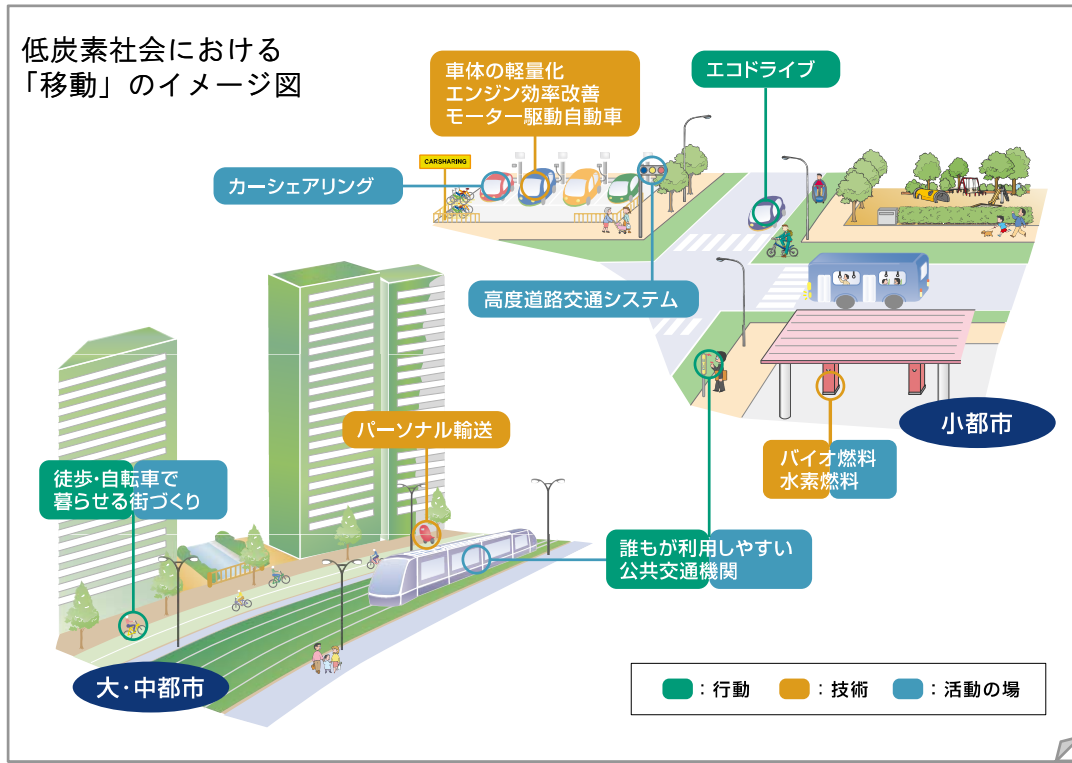 低炭素社会における
「移動」のイメージ図
車体の軽量化
エンジン効率改善
モーター駆動自動車
エコドライブ
CARSHARING
カーシェアリング
高度道路交通システム
小都市
パーソナル輸送
バイオ燃料
水素燃料
徒歩・自転車で
暮らせる街づくり
誰もが利用しやすい
公共交通機関
大・中都市
：行動 ：技術 ：活動の場